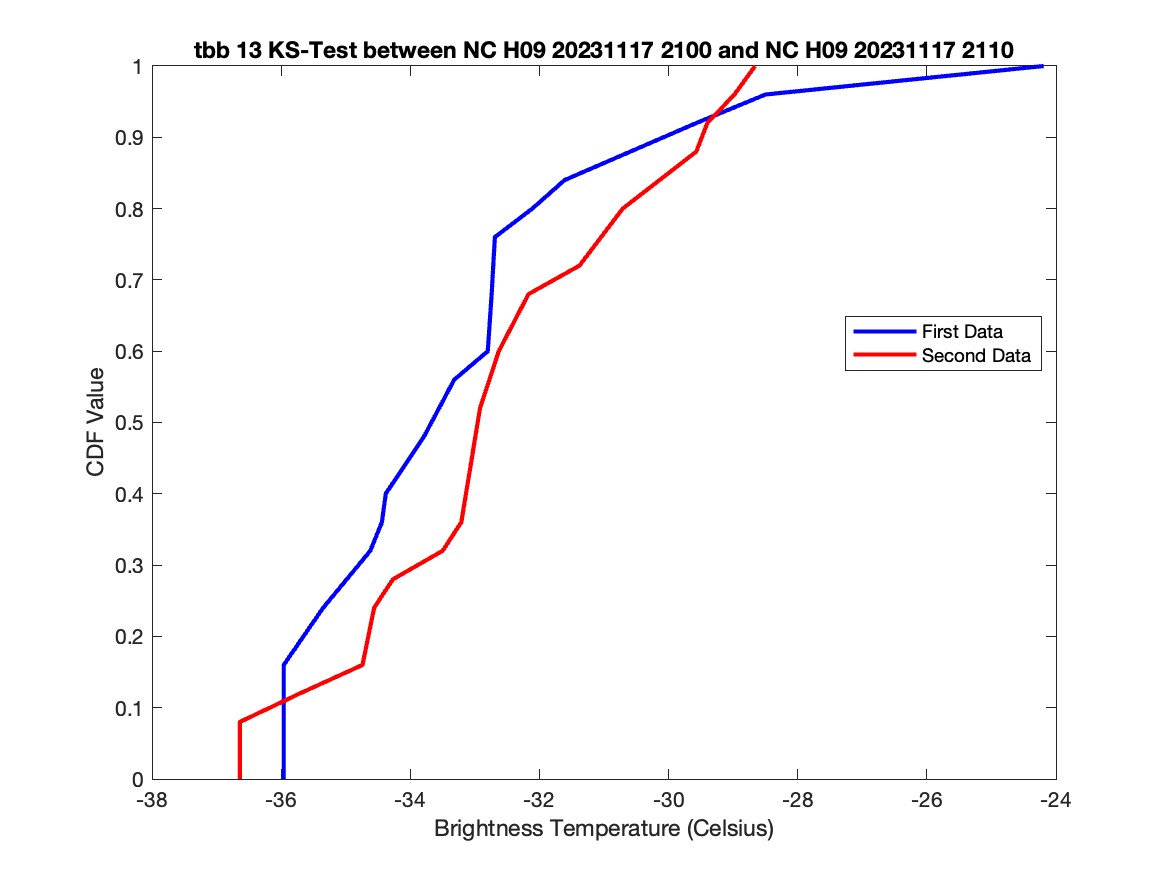 tbb 13 KS-Test between NC H09 20231117 2100 and NC H09 20231117 2110
1
0.9
0.8
0.7
0.6
0.5
0.4
0.3
0.2
0.1
0
CDF Value
First Data
Second Data
-38 -36 -34 -32 -30 -28 -26 -24
Brightness Temperature (Celsius)